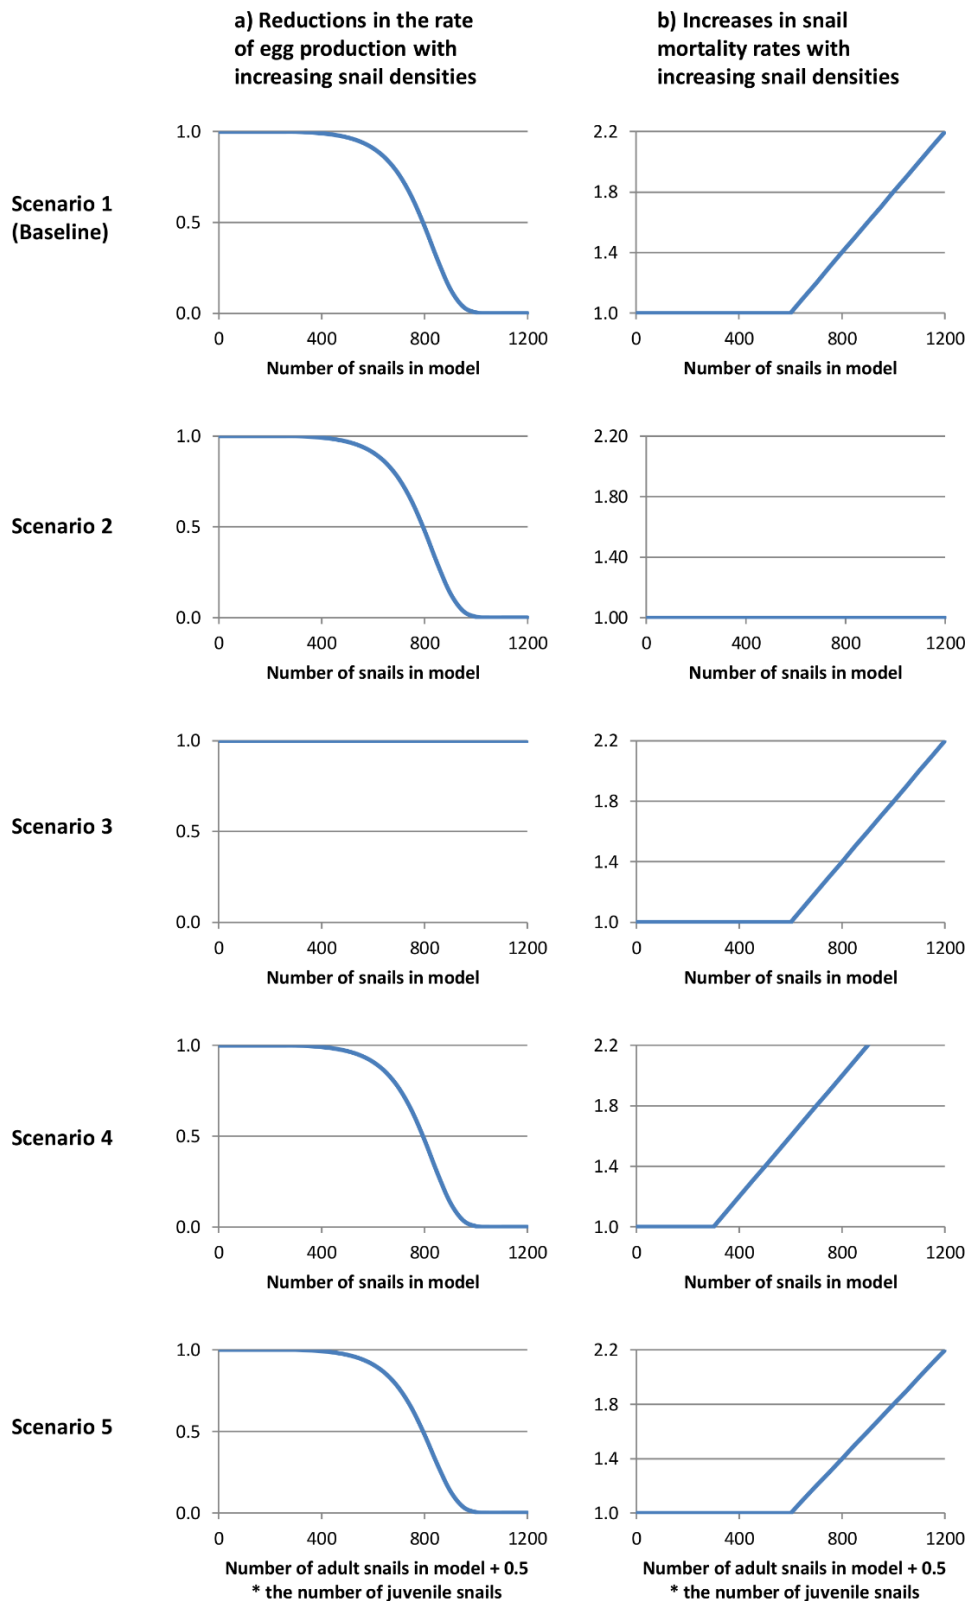 a) Reductions in the rate
of egg production with
increasing snail densities
b) Increases in snail
mortality rates with
increasing snail densities
Scenario 1
(Baseline)
1.0
0.5
0.0
0 400 800 1200
Number of snails in model
2.2
1.8
1.4
1.0
0 400 800 1200
Number of snails in model
Scenario 2
1.0
0.5
0.0
0 400 800 1200
Number of snails in model
2.20
1.80
1.40
1.00
0 400 800 1200
Number of snails in model
Scenario 3
1.0
0.5
0.0
0 400 800 1200
Number of snails in model
2.2
1.8
1.4
1.0
0 400 800 1200
Number of snails in model
Scenario 4
1.0
0.5
0.0
0 400 800 1200
Number of snails in model
2.2
1.8
1.4
1.0
0 400 800 1200
Number of snails in model
Scenario 5
1.0
0.5
0.0
0 400 800 1200
Number of adult snails in model + 0.5
* the number of juvenile snails
2.2
1.8
1.4
1.0
0 400 800 1200
Number of adult snails in model + 0.5
* the number of juvenile snails